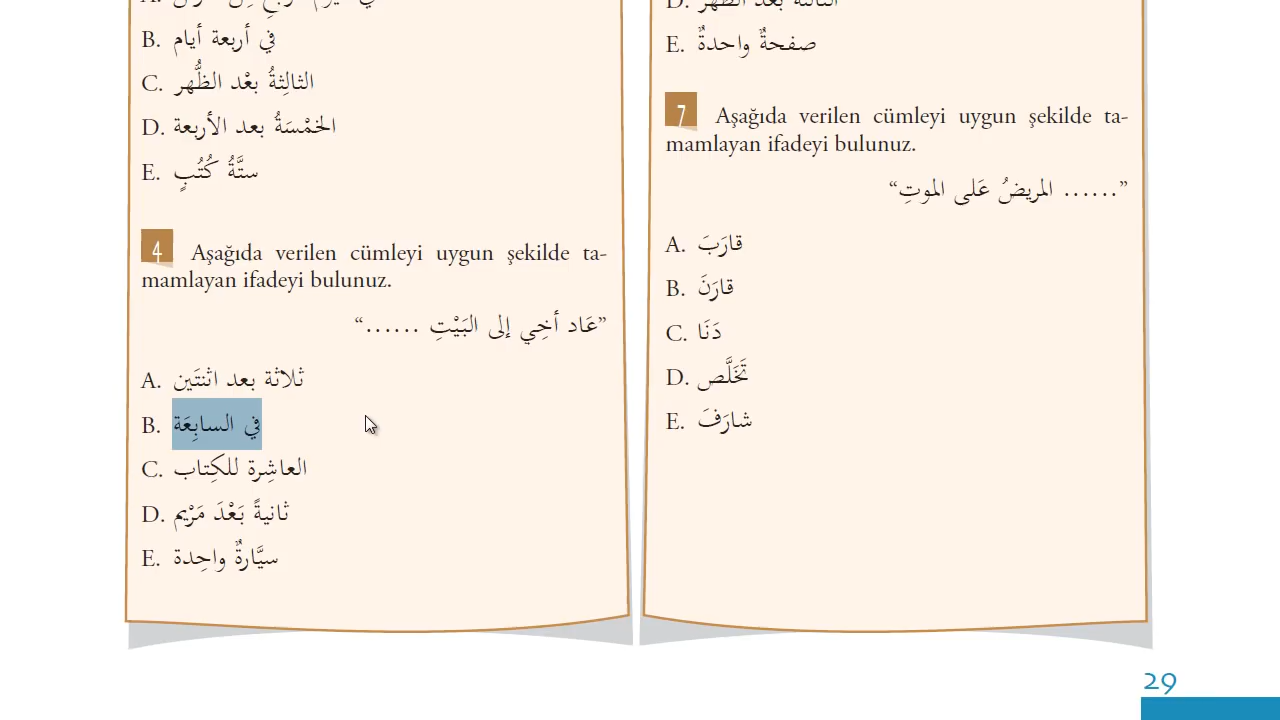 B. في أربعة أيام
C. الثالِثةُ بعْد الظُّهر
D. الخمْسَةُ بعد الأربعة
E. ستَّةُ كُتُبٍ
4 Aşağıda verilen cümleyi uygun şekilde ta-
mamlayan ifadeyi bulunuz.
”عَاد أخِي إلى البَيْتِ ......“
A. ثلاثة بعد اثنتَين
B. في السابِعَة
C. العاشِرة للكِتاب
D. ثانيةً بَعْدَ مَرْيم
E. سيَّارةٌ واحِدة
E. صفحةٌ واحدةٌ
7 Aşağıda verilen cümleyi uygun şekilde ta-
mamlayan ifadeyi bulunuz.
”...... المريضُ عَلى الموتِ“
A. قارَبَ
B. قارَنَ
C. دَنَا
D. تَخَلَّص
E. شارَفَ
29